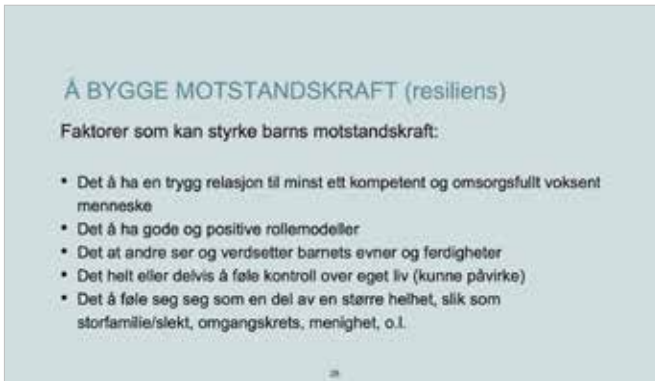 Å BYGGE MOTSTANDSKRAFT (resiliens)
Faktorer som kan styrke barns motstandskraft:
• Det å ha en trygg relasjon til minst ett kompetent og omsorgsfullt voksent
menneske
• Det å ha gode og positive rollemodeller
• Det at andre ser og verdsetter barnets evner og ferdigheter
• Det helt eller delvis å føle kontroll over eget liv (kunne påvirke)
• Det å føle seg seg som en del av en større helhet, slik som
storfamilie/slekt, omgangskrets, menighet, o.l.